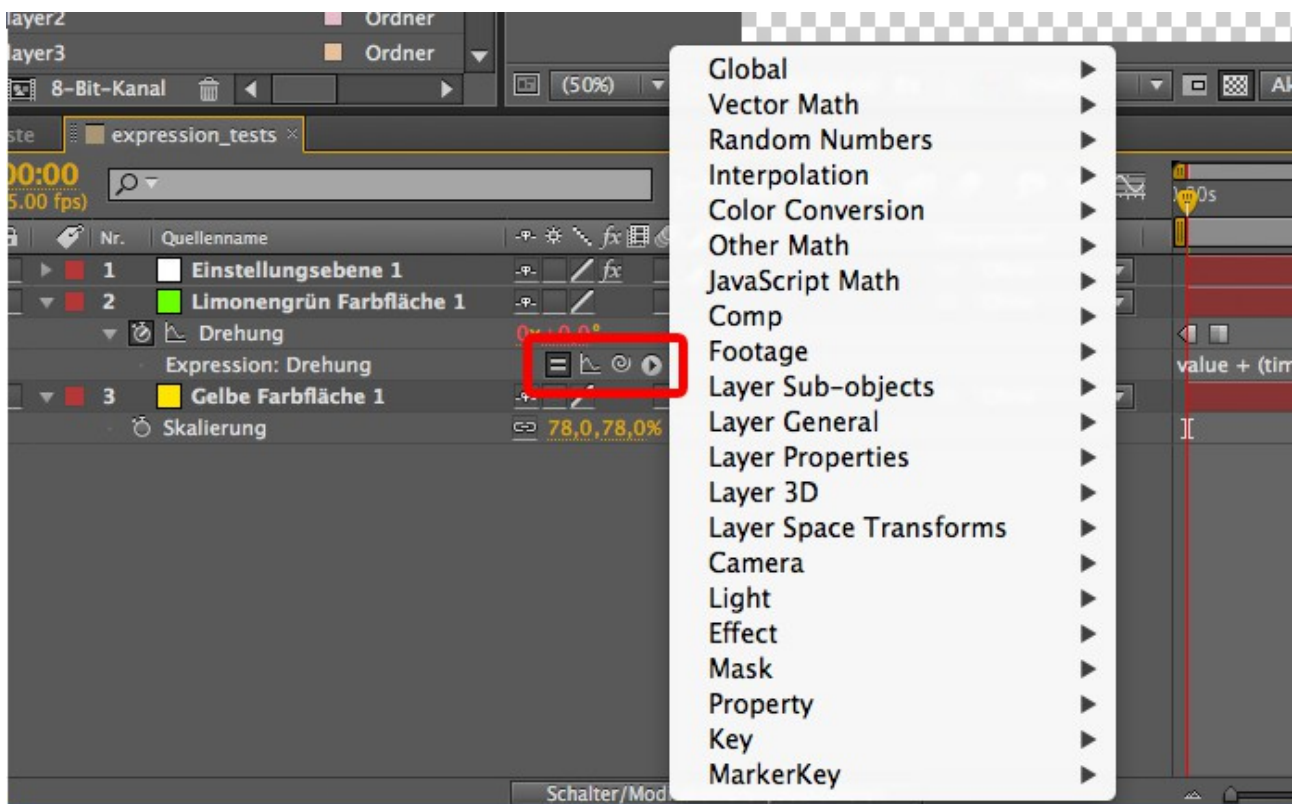 layer2 Ordner
layer3 Ordner
8-Bit-Kanal
(50%)
expression_tests ×
00:00
5.00 fps)
Nr. Quellenname
fx
1 Einstellungsebene 1
fx
2 Limonengrün Farbfläche 1
Drehung
Expression: Drehung
value + (tim
3 Gelbe Farbfläche 1
Skalierung 78,0,78,0%
Schalter/Mod
Global
Vector Math
Random Numbers
Interpolation
Color Conversion
Other Math
JavaScript Math
Comp
Footage
Layer Sub-objects
Layer General
Layer Properties
Layer 3D
Layer Space Transforms
Camera
Light
Effect
Mask
Property
Key
MarkerKey